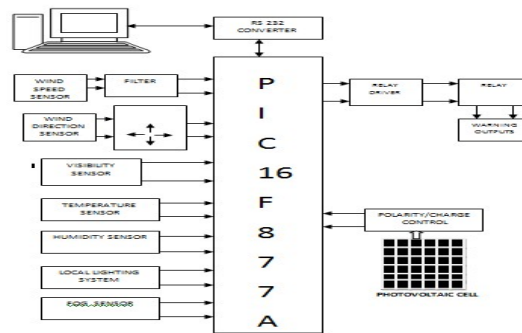 RS 232
CONVERTER
WIND
SPEED
SENSOR
FILTER
WIND
DIRECTION
SENSOR
VISIBILITY
SENSOR
TEMPERATURE
SENSOR
HUMIDITY SENSOR
LOCAL LIGHTING
SYSTEM
FOG SENSOR
P
I
C
16
F
8
7
7
A
RELAY
DRIVER
RELAY
WARNING
OUTPUTS
POLARITY/CHARGE
CONTROL
PHOTOVOLTAIC CELL